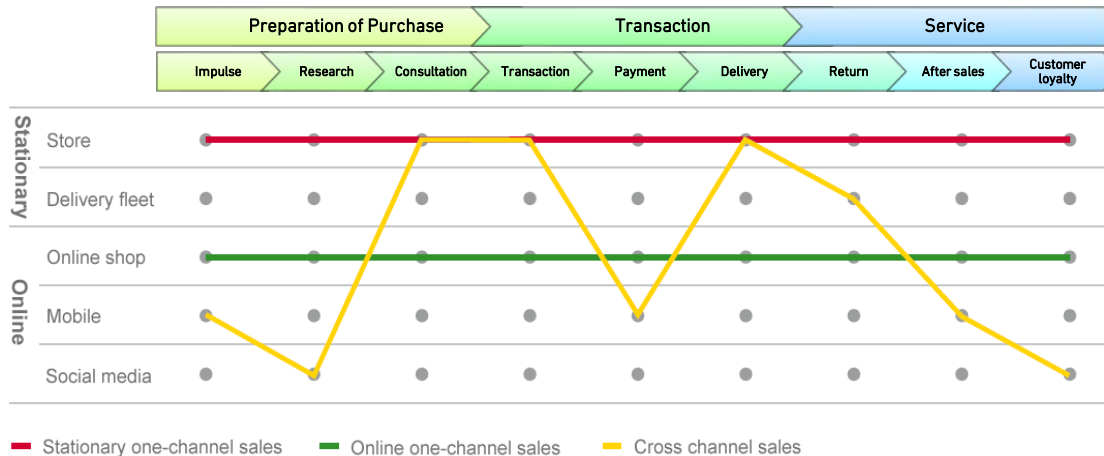 Preparation of Purchase
Transaction
Service
Impulse
Research
Consultation
Transaction
Payment
Delivery
Return
After sales
Customer
loyalty
Stationary
Store
Delivery fleet
Online
Online shop
Mobile
Social media
Stationary one-channel sales
Online one-channel sales
Cross channel sales